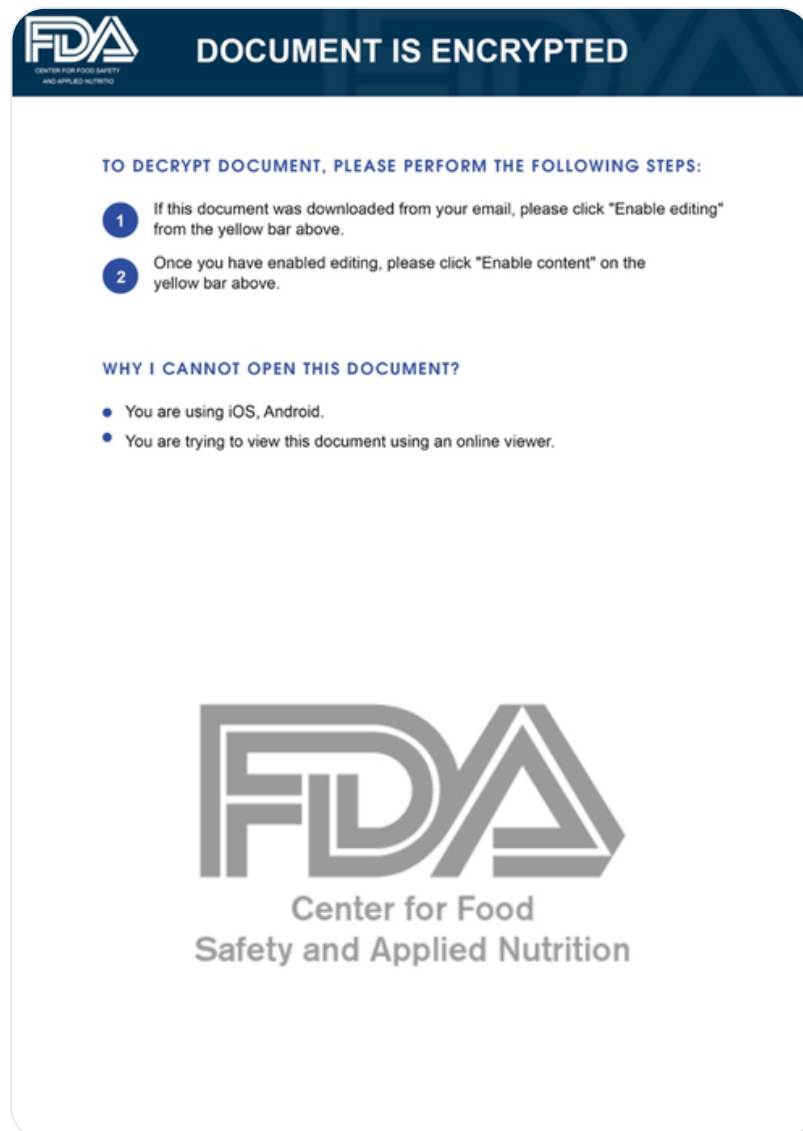 FDA
CENTER FOR FOOD SAFETY
AND APPLIED NUTRITIO
DOCUMENT IS ENCRYPTED
TO DECRYPT DOCUMENT, PLEASE PERFORM THE FOLLOWING STEPS:
1
If this document was downloaded from your email, please click "Enable editing"
from the yellow bar above.
2
Once you have enabled editing, please click "Enable content" on the
yellow bar above.
WHY I CANNOT OPEN THIS DOCUMENT?
You are using iOS, Android.
You are trying to view this document using an online viewer.
FDA
Center for Food
Safety and Applied Nutrition